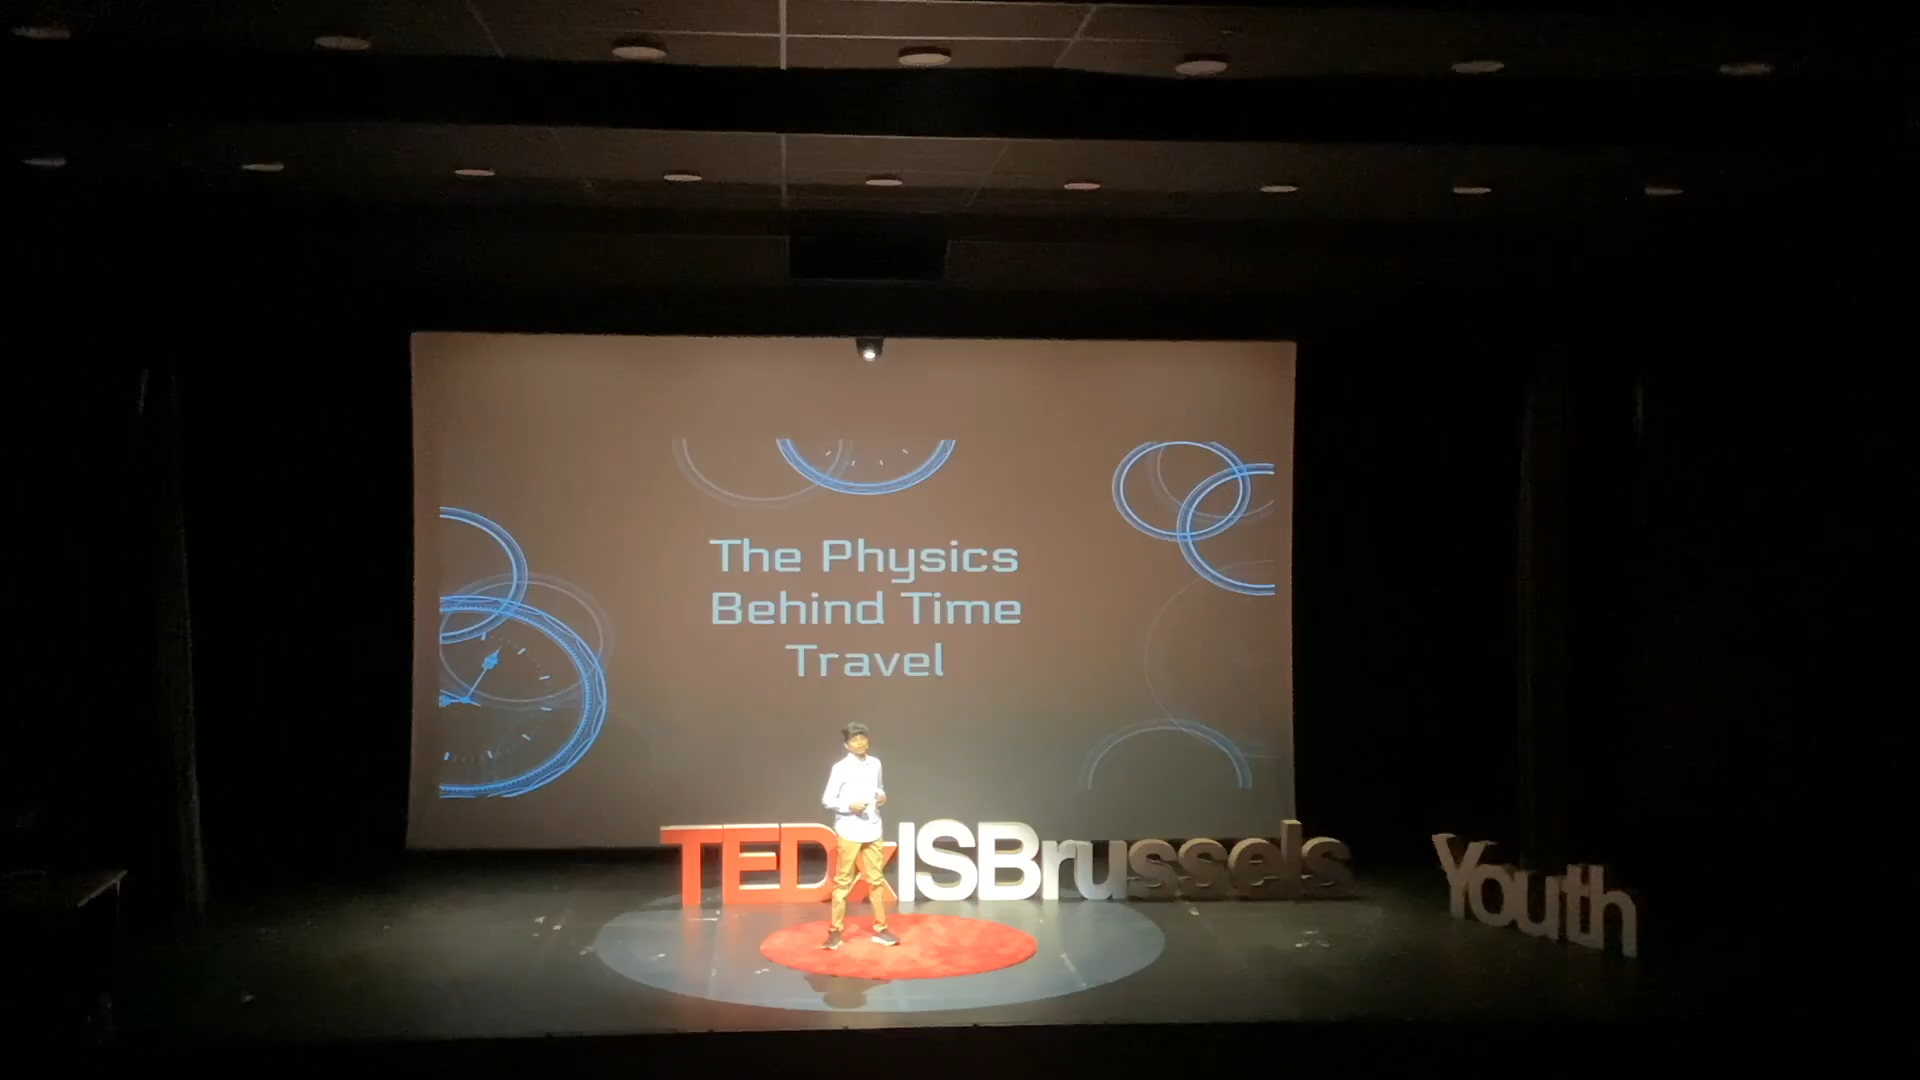 The Physics
Behind Time
Travel
TEDxISBrussels
Youth